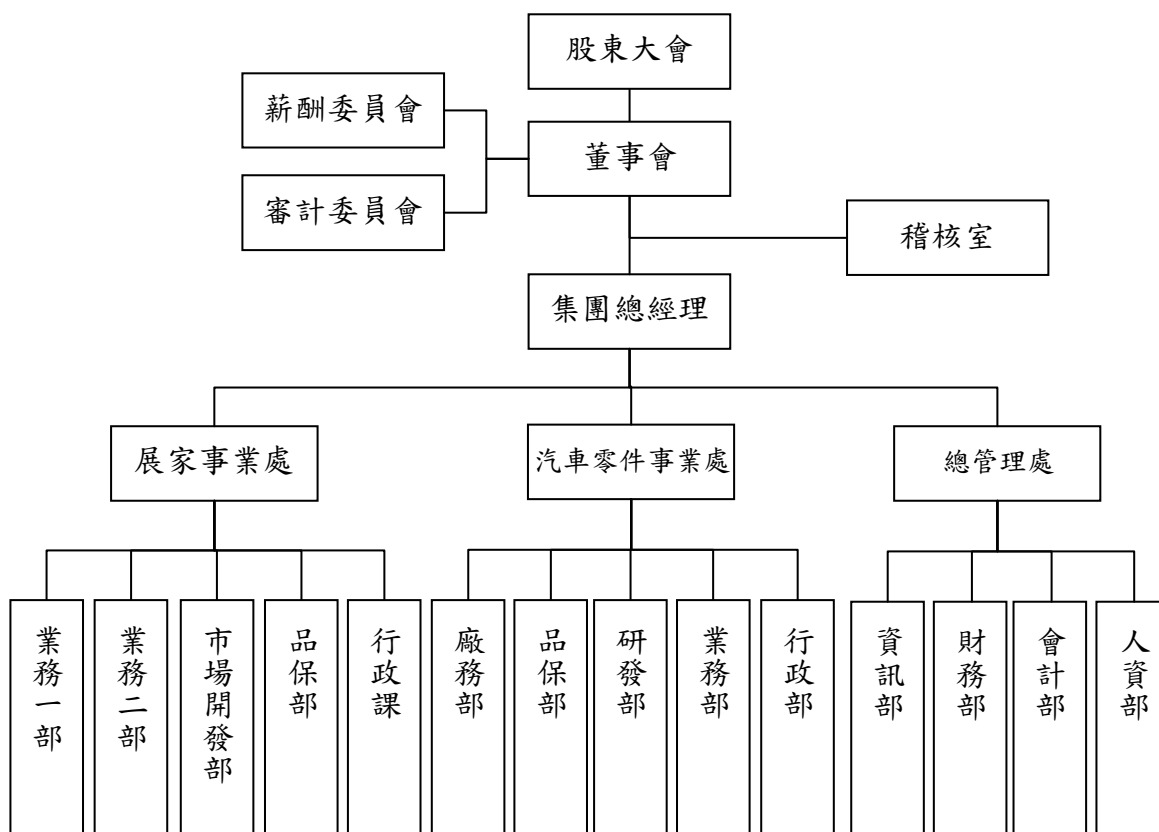 股東大會
薪酬委員會
董事會
審計委員會
稽核室
集團總經理
展家事業處
汽車零件事業處
總管理處
業務一部
業務二部
市場開發部
品保部
行政課
廠務部
品保部
研發部
業務部
行政部
資訊部
財務部
會計部
人資部